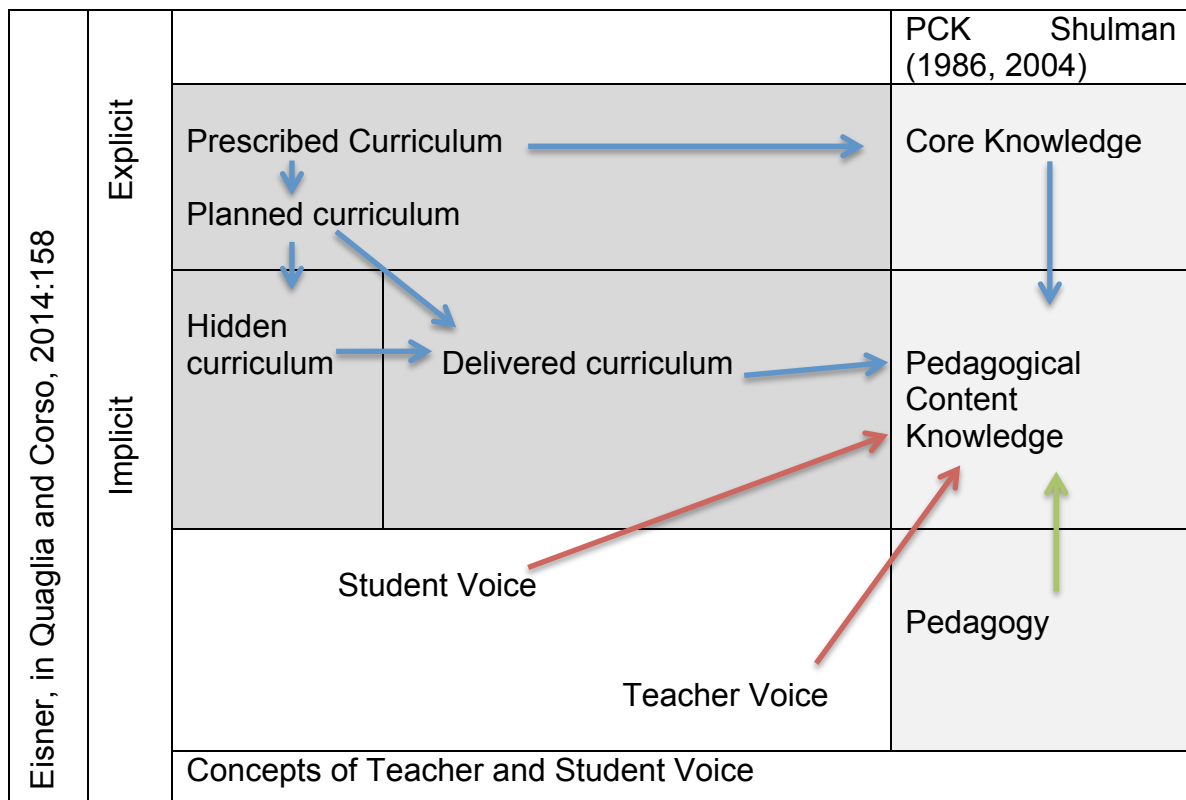 Eisner, in Quaglia and Corso, 2014:158
Explicit
Implicit
PCK Shulman
(1986, 2004)
Prescribed Curriculum
Core Knowledge
Planned curriculum
Hidden
curriculum
Delivered curriculum
Pedagogical
Content
Knowledge
Student Voice
Pedagogy
Teacher Voice
Concepts of Teacher and Student Voice